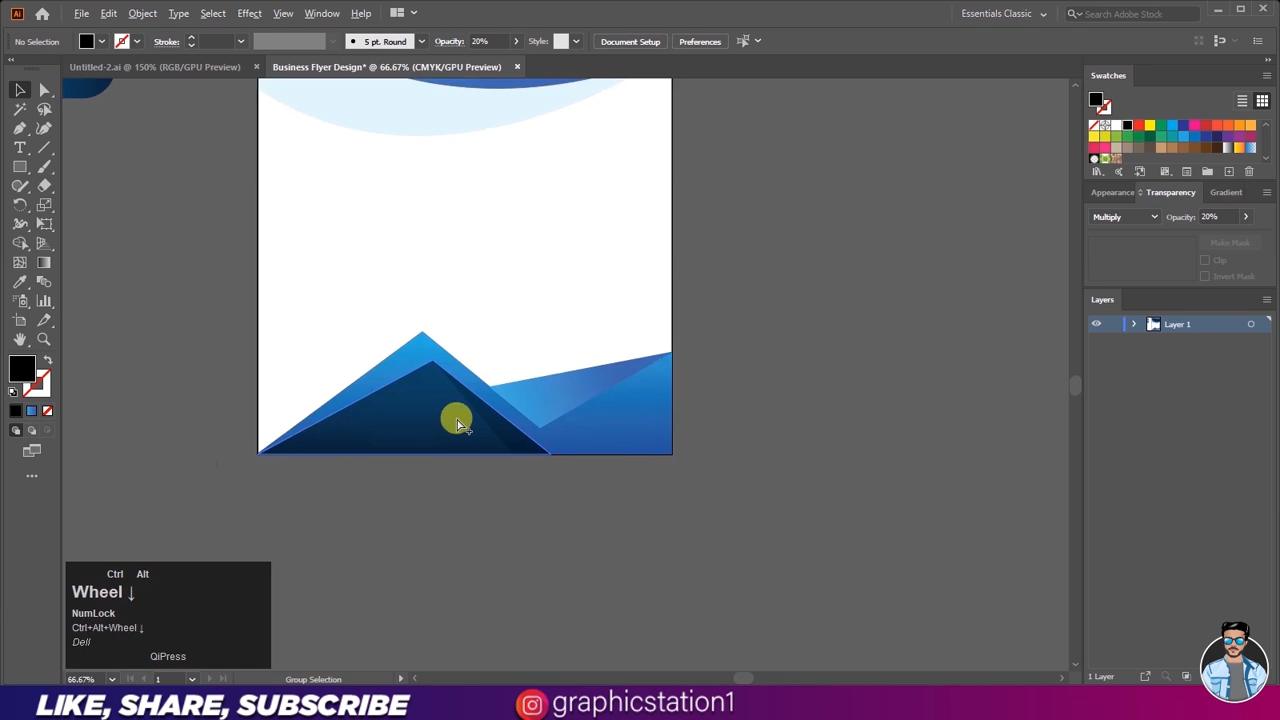 Ai File Edit Object Type Select Effect View Window Help Essentials Classic Search Adobe Stock
No Selection Stroke: 5 pt. Round Opacity: 20% Style: Document Setup Preferences
Untitled-2.ai @ 150% (RGB/GPU Preview) × Business Flyer Design* @ 66.67% (CMYK/GPU Preview) ×
Swatches
Appearance Transparency Gradient
Multiply Opacity: 20%
Make Mask
Clip
Invert Mask
Layers
Layer 1
Ctrl Alt
Wheel ↓
NumLock
Ctrl+Alt+Wheel ↓
Dell
QiPress
66.67% 1 Group Selection 1 Layer
LIKE, SHARE, SUBSCRIBE graphicstation1